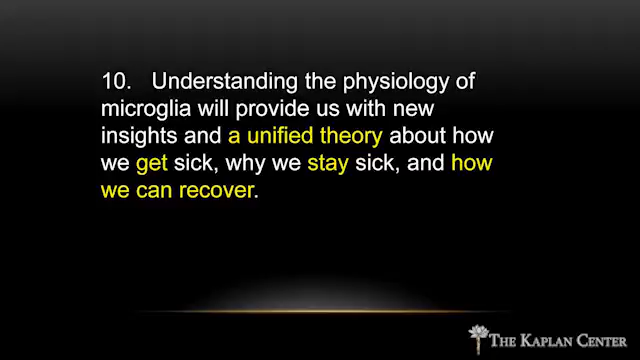 10. Understanding the physiology of
microglia will provide us with new
insights and a unified theory about how
we get sick, why we stay sick, and how
we can recover.
THE KAPLAN CENTER